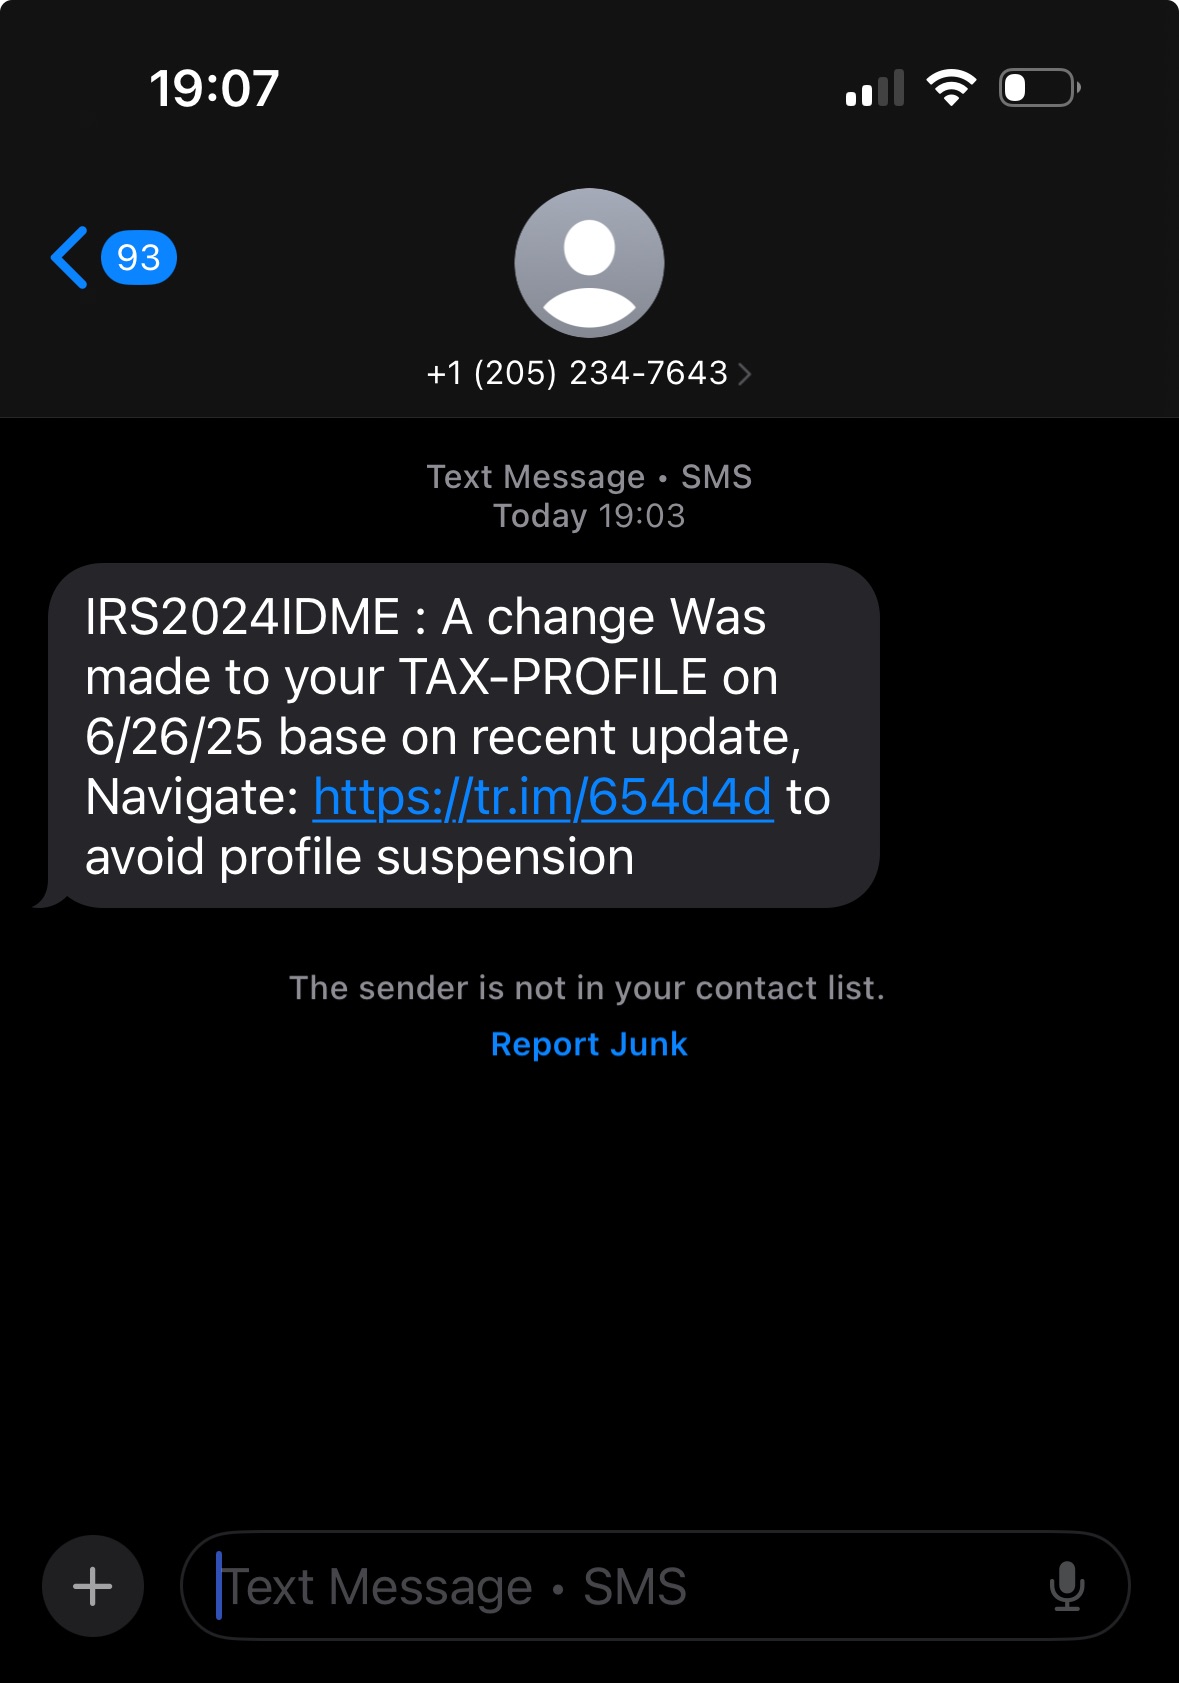 19:07
93
+1 (205) 234-7643
Text Message • SMS
Today 19:03
IRS2024IDME : A change Was
made to your TAX-PROFILE on
6/26/25 base on recent update,
Navigate: https://tr.im/654d4d to
avoid profile suspension
The sender is not in your contact list.
Report Junk
Text Message • SMS